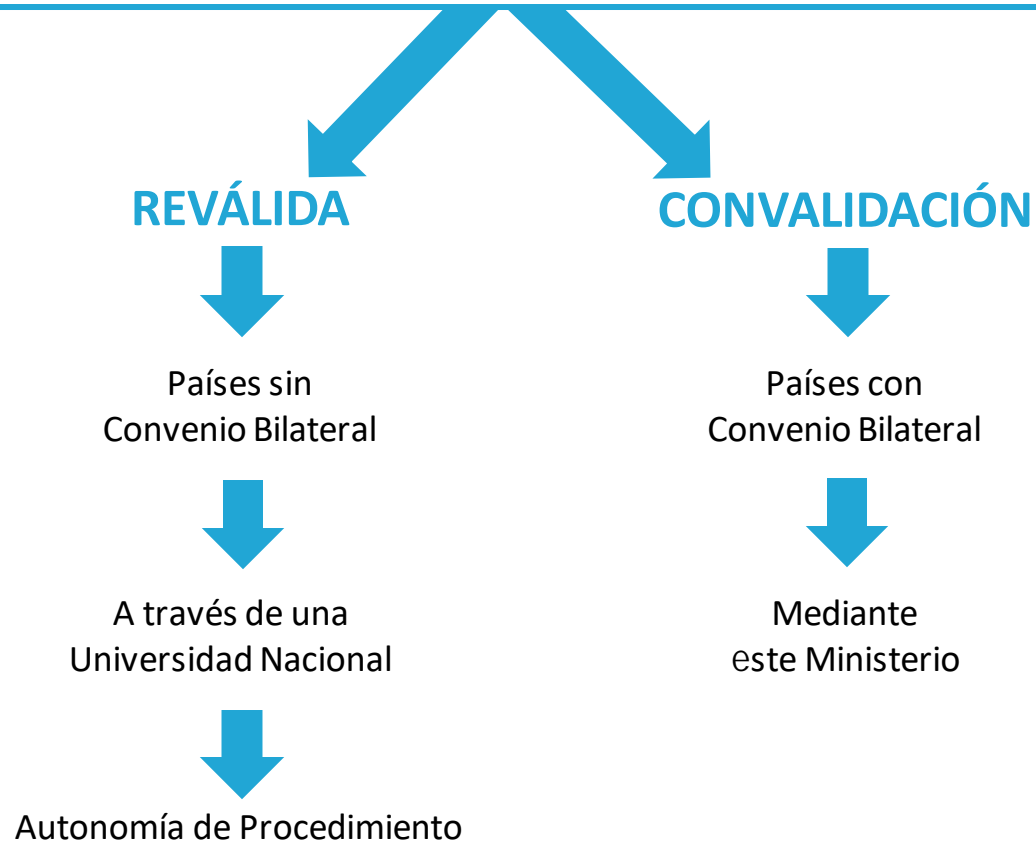 REVÁLIDA
Países sin
Convenio Bilateral
A través de una
Universidad Nacional
Autonomía de Procedimiento
CONVALIDACIÓN
Países con
Convenio Bilateral
Mediante
este Ministerio